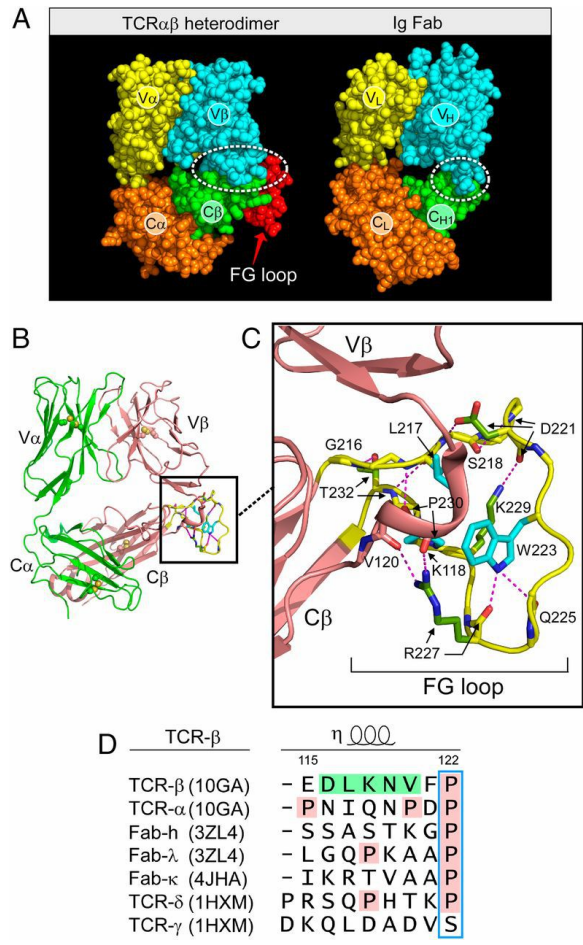 A
TCRαβ heterodimer
Ig Fab
Vα
Vβ
VL
VH
Cα
Cβ
CL
CH1
FG loop
B
C
Vβ
Vα
Vβ
Cα
Cβ
L217
D221
G216
S218
T232
P230
K229
W223
V120
K118
Cβ
Q225
R227
FG loop
D
TCR-β
η
115
122
TCR-β (1OGA) - E D L K N V F P
TCR-α (1OGA) - P N I Q N P D P
Fab-h (3ZL4) - S S A S T K G P
Fab-λ (3ZL4) - L G Q P K A A P
Fab-κ (4JHA) - I K R T V A A P
TCR-δ (1HXM) P R S Q P H T K P
TCR-γ (1HXM) D K Q L D A D V S